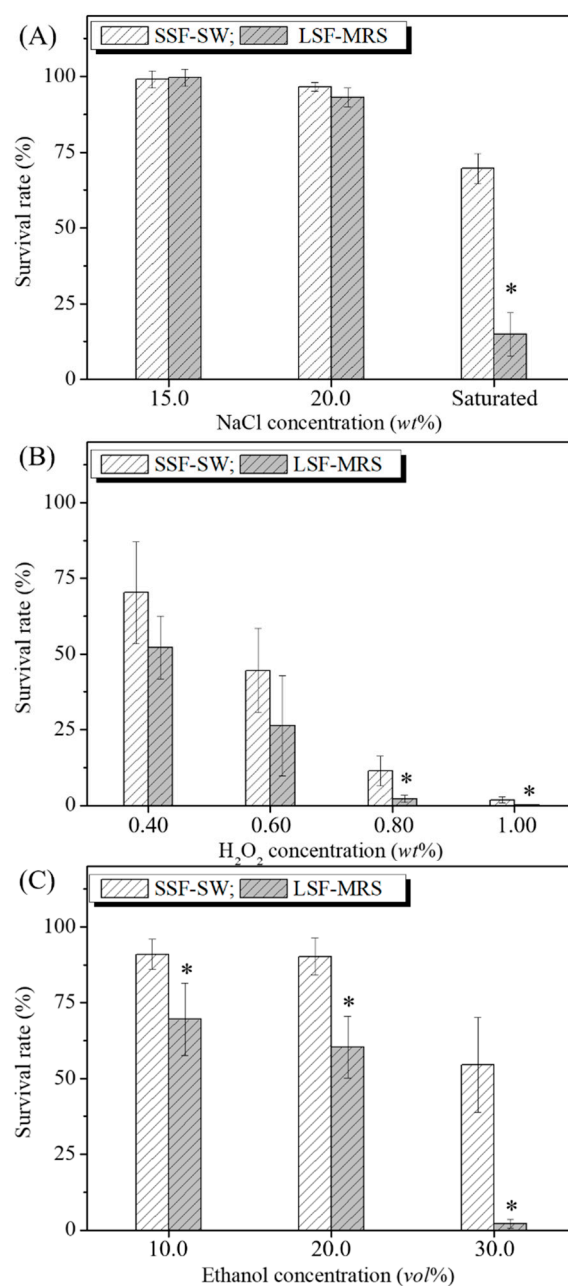 (A)
SSF-SW; LSF-MRS
100
75
50
25
0
Survival rate (%)
*
15.0 20.0 Saturated
NaCl concentration (wt%)
(B)
SSF-SW; LSF-MRS
100
75
50
25
0
Survival rate (%)
* *
0.40 0.60 0.80 1.00
H₂O₂ concentration (wt%)
(C)
SSF-SW; LSF-MRS
100
75
50
25
0
Survival rate (%)
* * *
10.0 20.0 30.0
Ethanol concentration (vol%)